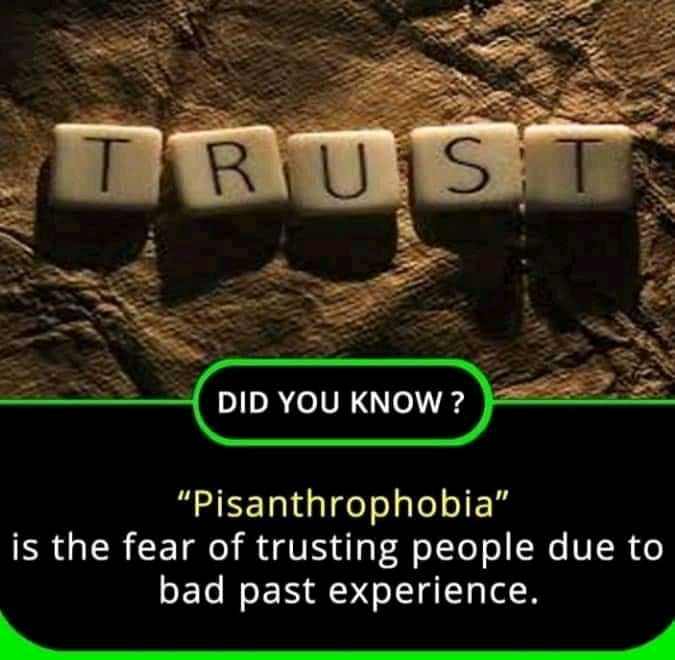 TRUST
DID YOU KNOW ?
“Pisanthrophobia”
is the fear of trusting people due to
bad past experience.